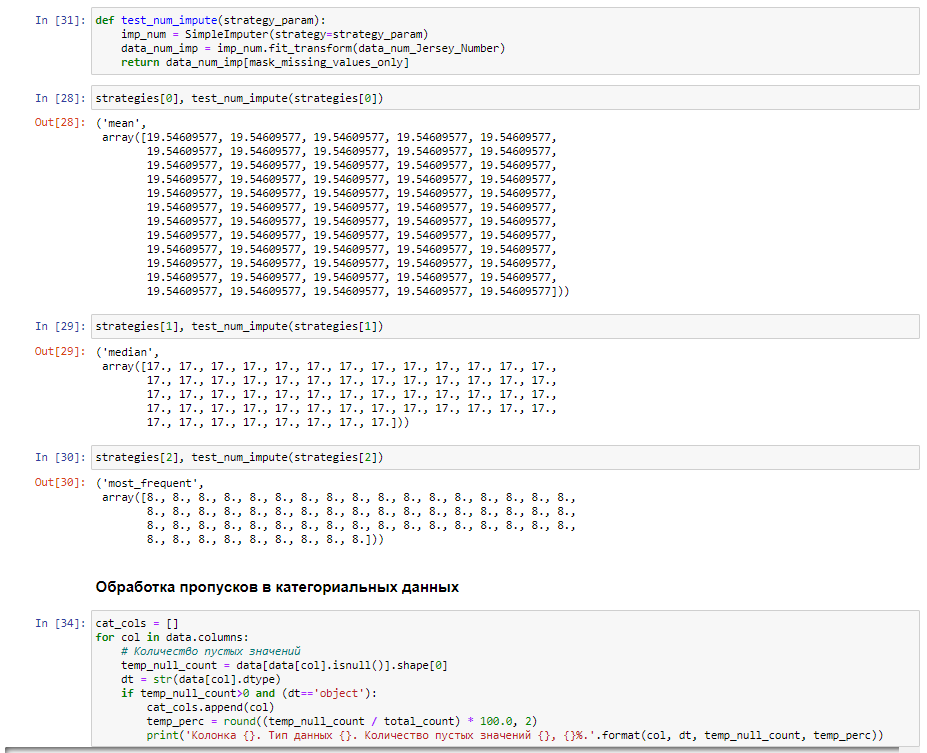 In [31]: def test_num_impute(strategy_param):
    imp_num = SimpleImputer(strategy=strategy_param)
    data_num_imp = imp_num.fit_transform(data_num_Jersey_Number)
    return data_num_imp[mask_missing_values_only]
In [28]: strategies[0], test_num_impute(strategies[0])
Out[28]: ('mean',
 array([19.54609577, 19.54609577, 19.54609577, 19.54609577, 19.54609577,
        19.54609577, 19.54609577, 19.54609577, 19.54609577, 19.54609577,
        19.54609577, 19.54609577, 19.54609577, 19.54609577, 19.54609577,
        19.54609577, 19.54609577, 19.54609577, 19.54609577, 19.54609577,
        19.54609577, 19.54609577, 19.54609577, 19.54609577, 19.54609577,
        19.54609577, 19.54609577, 19.54609577, 19.54609577, 19.54609577,
        19.54609577, 19.54609577, 19.54609577, 19.54609577, 19.54609577,
        19.54609577, 19.54609577, 19.54609577, 19.54609577, 19.54609577,
        19.54609577, 19.54609577, 19.54609577, 19.54609577, 19.54609577,
        19.54609577, 19.54609577, 19.54609577, 19.54609577, 19.54609577,
        19.54609577, 19.54609577, 19.54609577, 19.54609577, 19.54609577,
        19.54609577, 19.54609577, 19.54609577, 19.54609577, 19.54609577]))
In [29]: strategies[1], test_num_impute(strategies[1])
Out[29]: ('median',
 array([17., 17., 17., 17., 17., 17., 17., 17., 17., 17., 17., 17., 17.,
        17., 17., 17., 17., 17., 17., 17., 17., 17., 17., 17., 17., 17.,
        17., 17., 17., 17., 17., 17., 17., 17., 17., 17., 17., 17., 17.,
        17., 17., 17., 17., 17., 17., 17., 17., 17., 17., 17., 17., 17.,
        17., 17., 17., 17., 17., 17., 17., 17.]))
In [30]: strategies[2], test_num_impute(strategies[2])
Out[30]: ('most_frequent',
 array([8., 8., 8., 8., 8., 8., 8., 8., 8., 8., 8., 8., 8., 8., 8., 8., 8.,
        8., 8., 8., 8., 8., 8., 8., 8., 8., 8., 8., 8., 8., 8., 8., 8., 8.,
        8., 8., 8., 8., 8., 8., 8., 8., 8., 8., 8., 8., 8., 8., 8., 8., 8.,
        8., 8., 8., 8., 8., 8., 8., 8., 8.]))
Обработка пропусков в категориальных данных
In [34]: cat_cols = []
for col in data.columns:
    # Количество пустых значений
    temp_null_count = data[data[col].isnull()].shape[0]
    dt = str(data[col].dtype)
    if temp_null_count>0 and (dt=='object'):
        cat_cols.append(col)
        temp_perc = round((temp_null_count / total_count) * 100.0, 2)
        print('Колонка {}. Тип данных {}. Количество пустых значений {}, {}%.'.format(col, dt, temp_null_count, temp_perc))